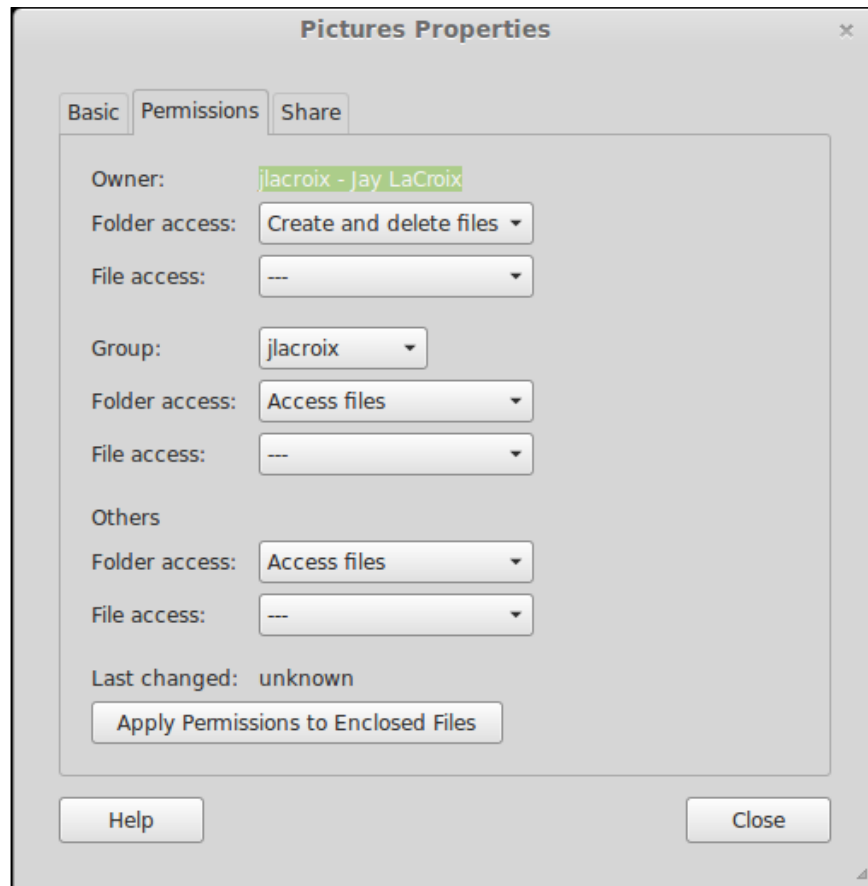 Pictures Properties
Basic Permissions Share
Owner: jlacroix - Jay LaCroix
Folder access: Create and delete files
File access: ---
Group: jlacroix
Folder access: Access files
File access: ---
Others
Folder access: Access files
File access: ---
Last changed: unknown
Apply Permissions to Enclosed Files
Help Close